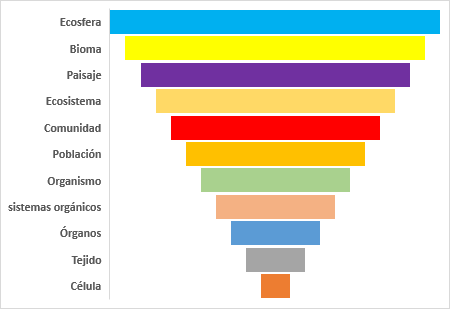 Ecosfera
Bioma
Paisaje
Ecosistema
Comunidad
Población
Organismo
sistemas orgánicos
Órganos
Tejido
Célula